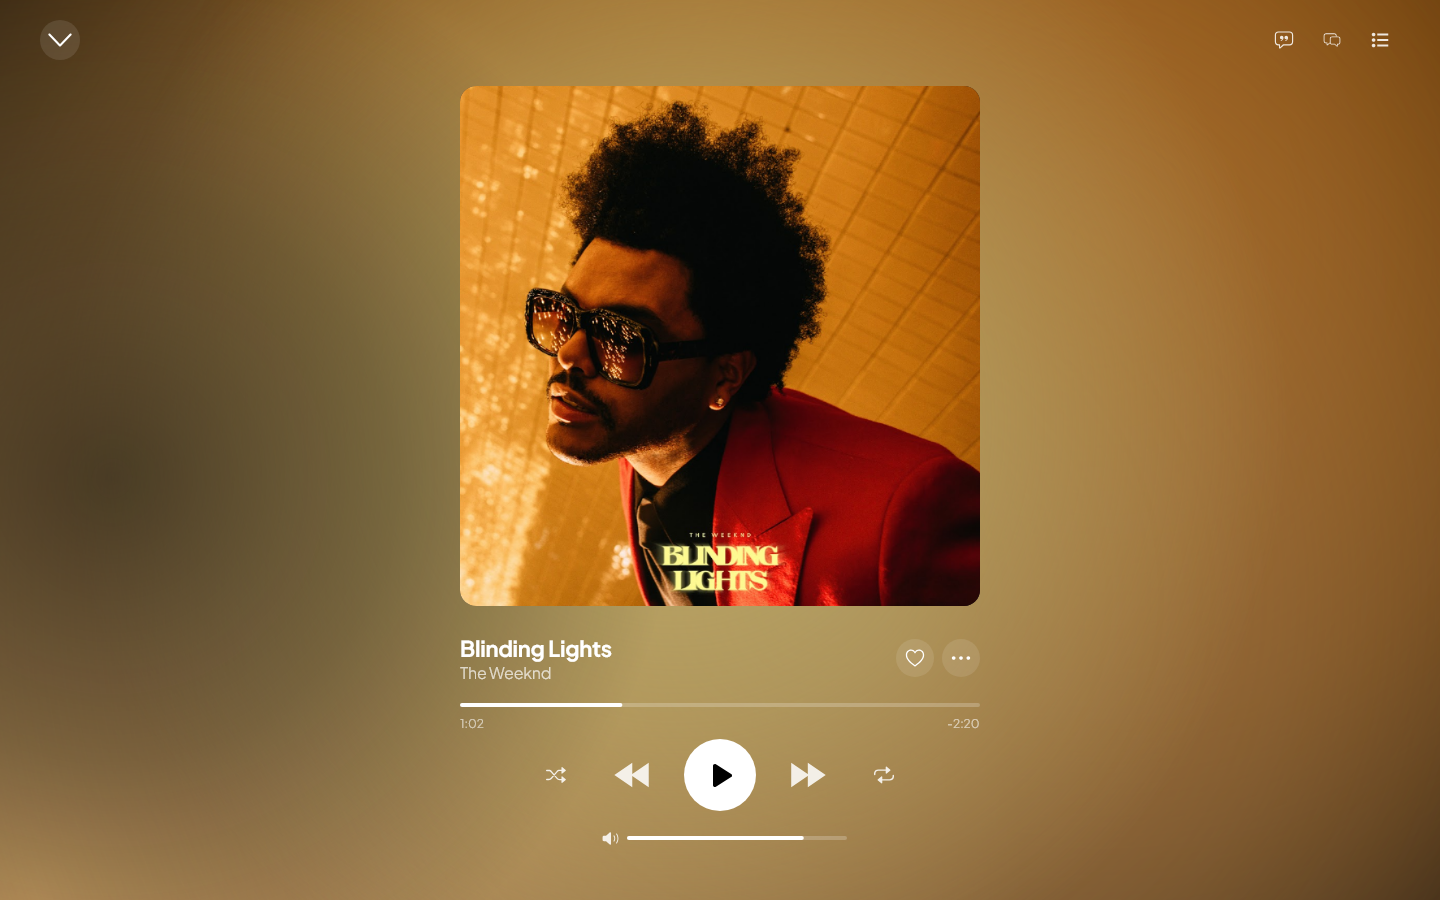 THE WEEKND
BLINDING
LIGHTS
Blinding Lights
The Weeknd
1:02
-2:20